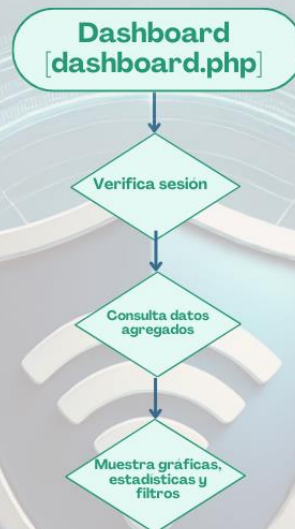 Dashboard
[dashboard.php]
Verifica sesión
Consulta datos
agregados
Muestra gráficas,
estadísticas y
filtros